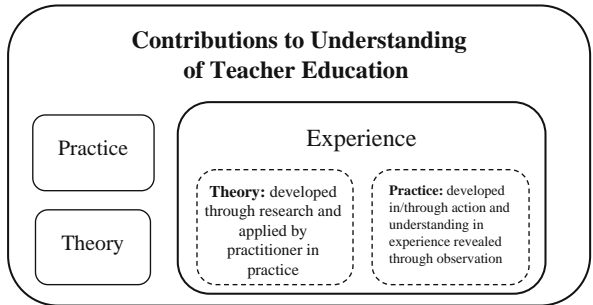 Contributions to Understanding
of Teacher Education
Practice
Theory
Experience
Theory: developed
through research and
applied by
practitioner in
practice
Practice: developed
in/through action and
understanding in
experience revealed
through observation